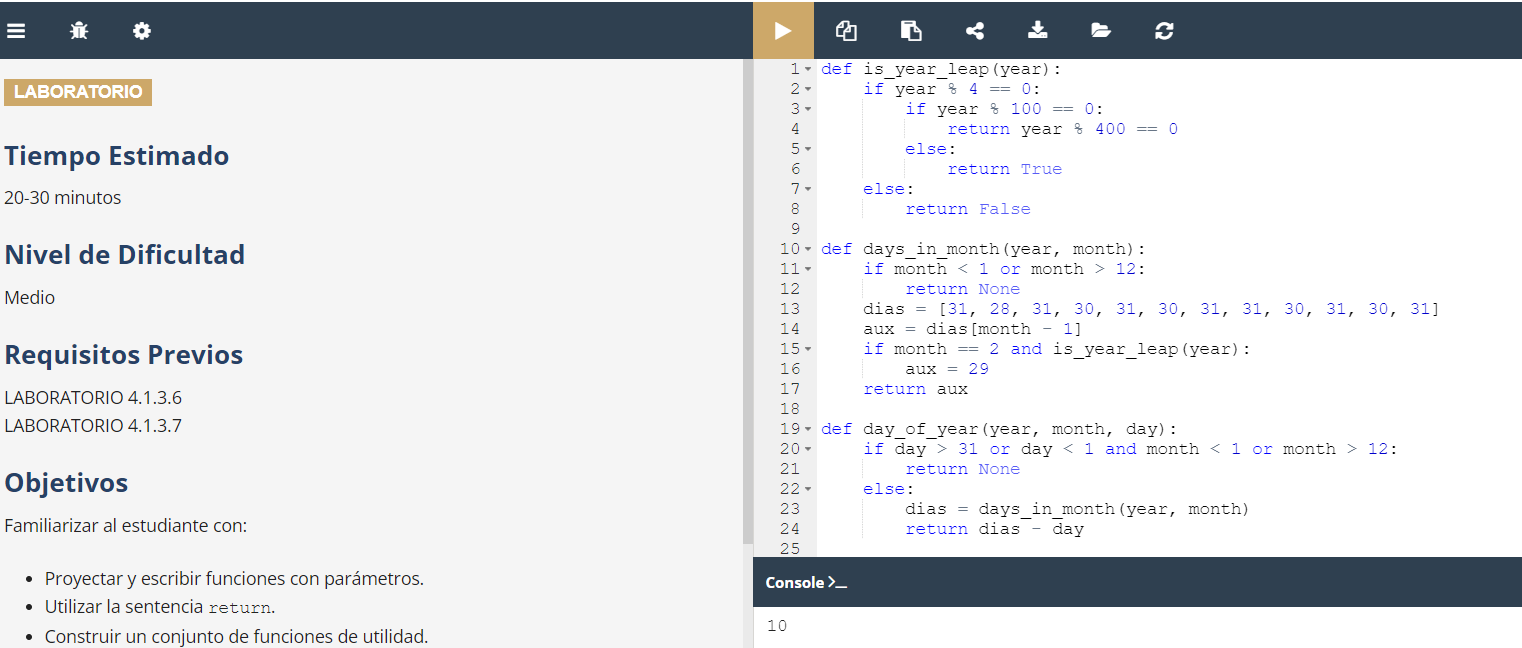 LABORATORIO
Tiempo Estimado
20-30 minutos
Nivel de Dificultad
Medio
Requisitos Previos
LABORATORIO 4.1.3.6
LABORATORIO 4.1.3.7
Objetivos
Familiarizar al estudiante con:
• Proyectar y escribir funciones con parámetros.
• Utilizar la sentencia return.
• Construir un conjunto de funciones de utilidad.
1 def is_year_leap(year):
2     if year % 4 == 0:
3         if year % 100 == 0:
4             return year % 400 == 0
5         else:
6             return True
7     else:
8         return False
9
10 def days_in_month(year, month):
11     if month < 1 or month > 12:
12         return None
13     dias = [31, 28, 31, 30, 31, 30, 31, 31, 30, 31, 30, 31]
14     aux = dias[month - 1]
15     if month == 2 and is_year_leap(year):
16         aux = 29
17     return aux
18
19 def day_of_year(year, month, day):
20     if day > 31 or day < 1 and month < 1 or month > 12:
21         return None
22     else:
23         dias = days_in_month(year, month)
24         return dias - day
25
Console >_
10